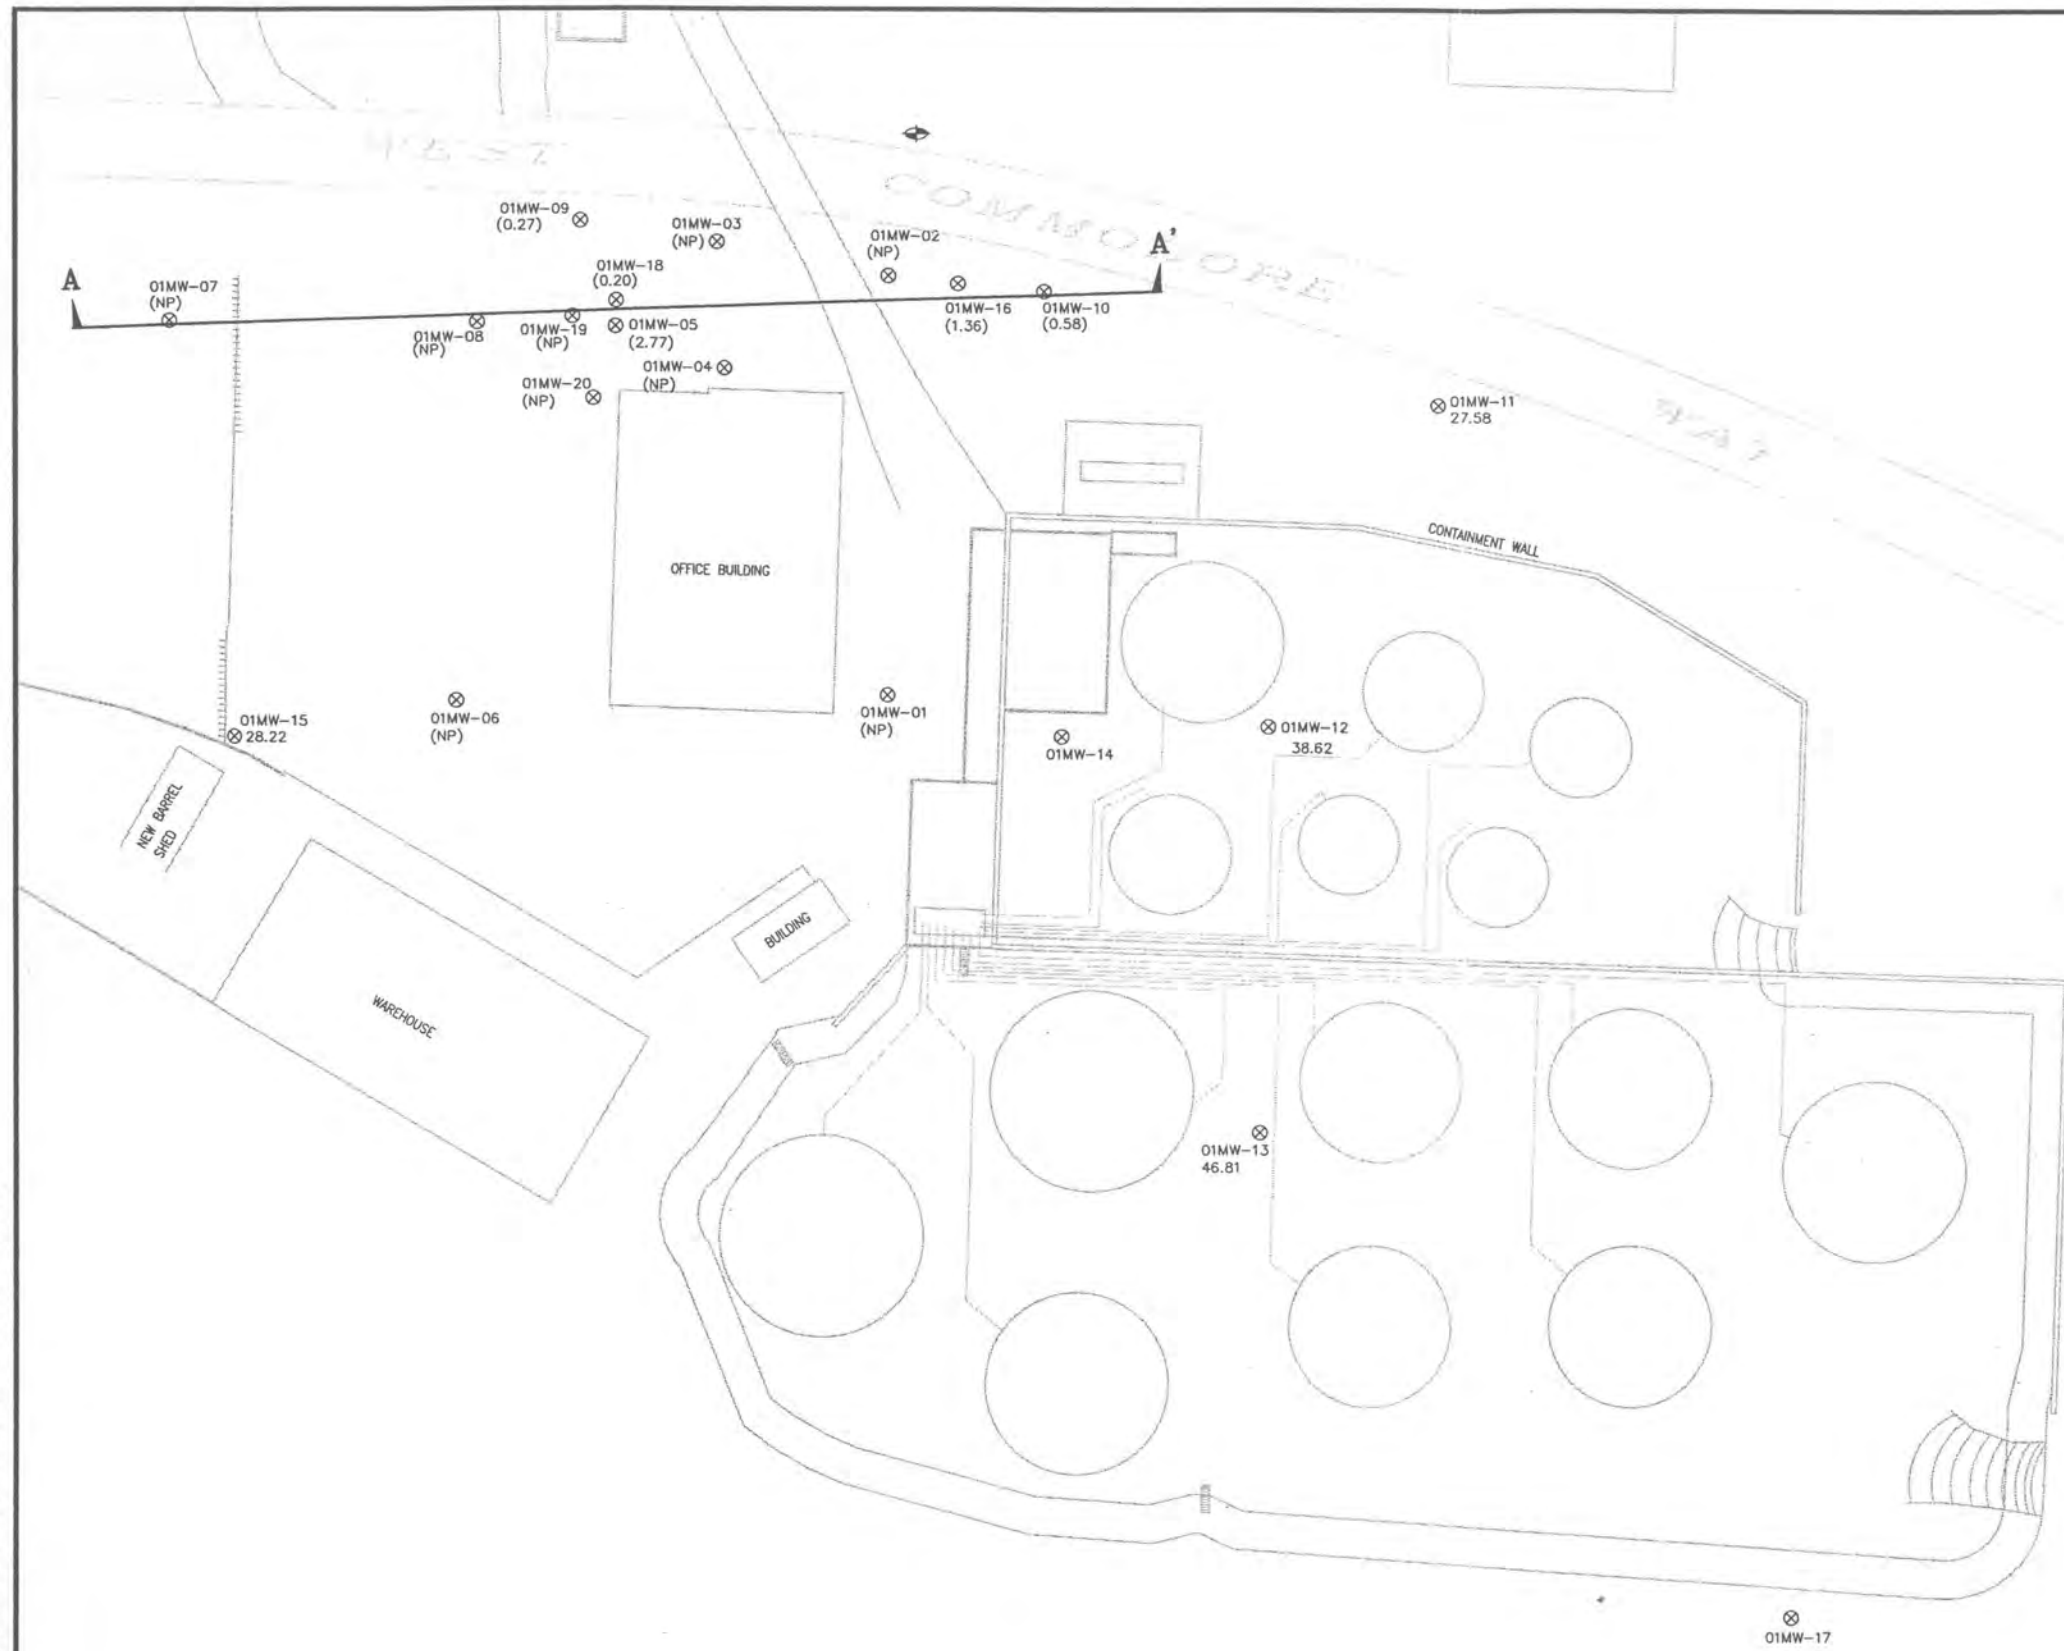 WEST
COMMODORE
WAY
01MW-09
(0.27)
01MW-03
(NP)
01MW-02
(NP)
A
A'
01MW-07
(NP)
01MW-18
(0.20)
01MW-08
(NP)
01MW-19
(NP)
01MW-05
(2.77)
01MW-16
(1.36)
01MW-10
(0.58)
01MW-04
(NP)
01MW-20
(NP)
01MW-11
27.58
CONTAINMENT WALL
OFFICE BUILDING
01MW-15
28.22
01MW-06
(NP)
01MW-01
(NP)
01MW-14
01MW-12
38.62
NEW BARREL
SHED
BUILDING
WAREHOUSE
01MW-13
46.81
01MW-17